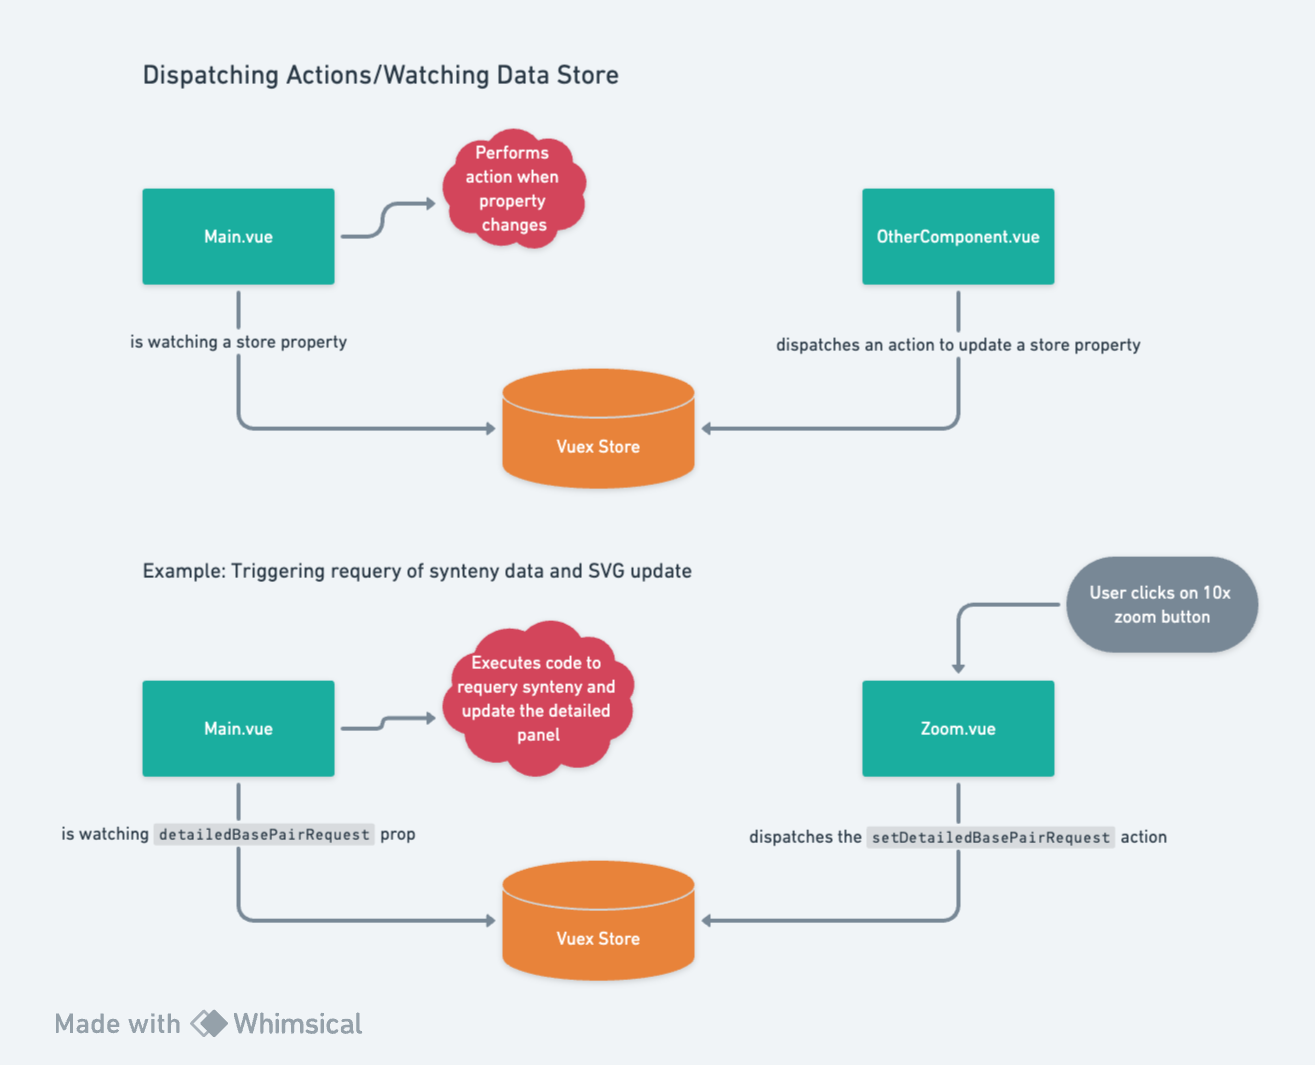 Dispatching Actions/Watching Data Store
Performs
action when
property
changes
Main.vue
OtherComponent.vue
is watching a store property
dispatches an action to update a store property
Vuex Store
Example: Triggering requery of synteny data and SVG update
User clicks on 10x
zoom button
Executes code to
requery synteny and
update the detailed
panel
Main.vue
Zoom.vue
is watching detailedBasePairRequest prop
dispatches the setDetailedBasePairRequest action
Vuex Store
Made with Whimsical